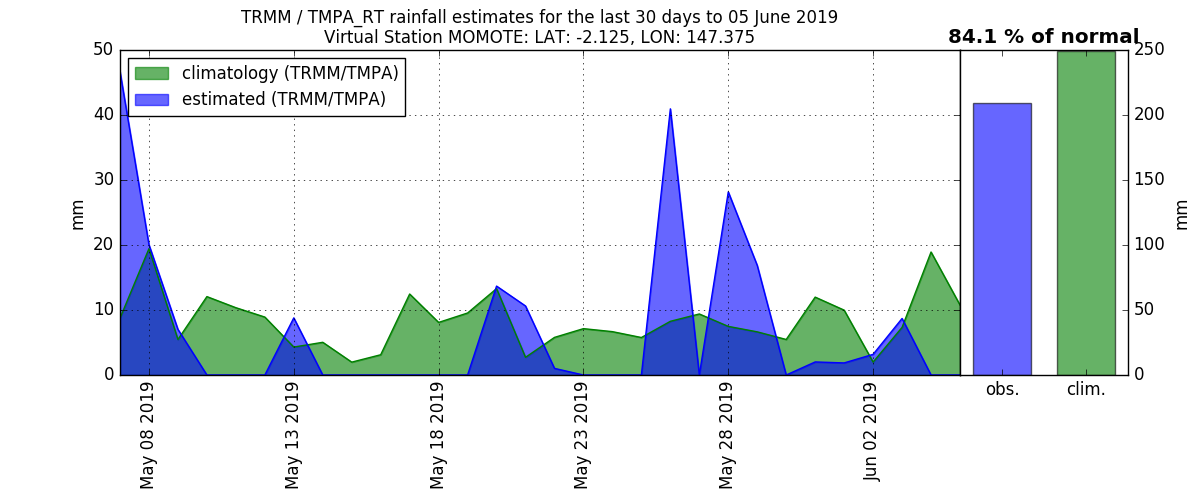 TRMM / TMPA_RT rainfall estimates for the last 30 days to 05 June 2019
Virtual Station MOMOTE: LAT: -2.125, LON: 147.375
84.1 % of normal
climatology (TRMM/TMPA)
estimated (TRMM/TMPA)
50
40
30
20
10
0
mm
May 08 2019
May 13 2019
May 18 2019
May 23 2019
May 28 2019
Jun 02 2019
obs.
clim.
250
200
150
100
50
0
mm